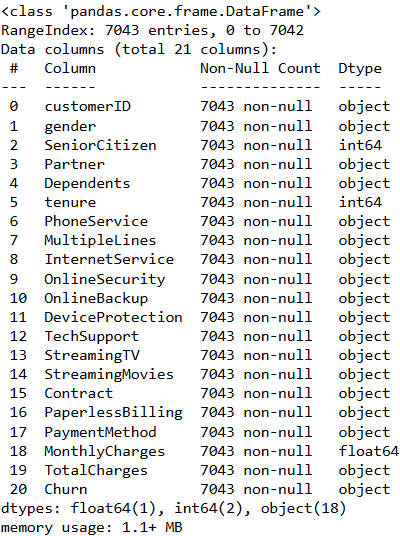 <class 'pandas.core.frame.DataFrame'>
RangeIndex: 7043 entries, 0 to 7042
Data columns (total 21 columns):
 #   Column            Non-Null Count  Dtype
---  ------            --------------  -----
 0   customerID        7043 non-null   object
 1   gender            7043 non-null   object
 2   SeniorCitizen     7043 non-null   int64
 3   Partner           7043 non-null   object
 4   Dependents        7043 non-null   object
 5   tenure            7043 non-null   int64
 6   PhoneService      7043 non-null   object
 7   MultipleLines     7043 non-null   object
 8   InternetService   7043 non-null   object
 9   OnlineSecurity    7043 non-null   object
 10  OnlineBackup      7043 non-null   object
 11  DeviceProtection  7043 non-null   object
 12  TechSupport       7043 non-null   object
 13  StreamingTV       7043 non-null   object
 14  StreamingMovies   7043 non-null   object
 15  Contract          7043 non-null   object
 16  PaperlessBilling  7043 non-null   object
 17  PaymentMethod     7043 non-null   object
 18  MonthlyCharges    7043 non-null   float64
 19  TotalCharges      7043 non-null   object
 20  Churn             7043 non-null   object
dtypes: float64(1), int64(2), object(18)
memory usage: 1.1+ MB